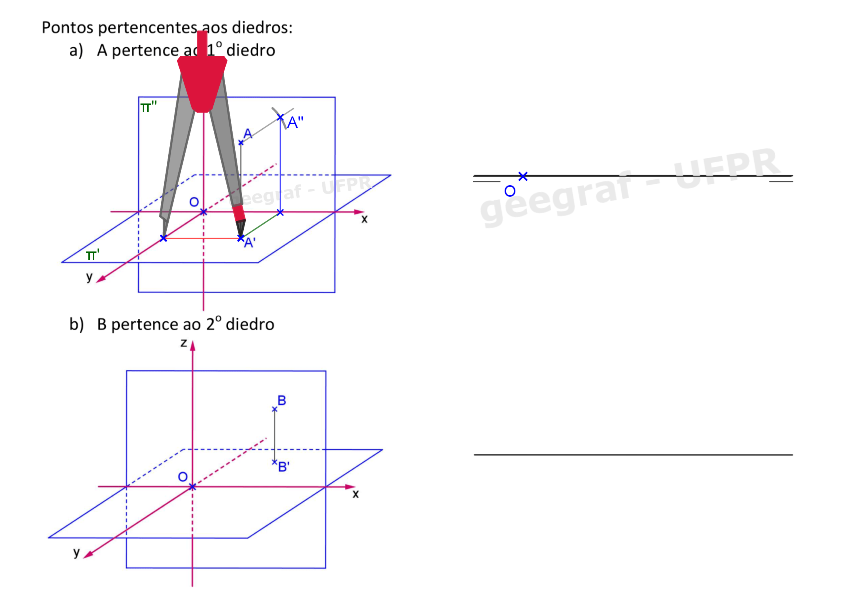 Pontos pertencentes aos diedros:
a) A pertence ao 1º diedro
π''
A
A''
O
x
A'
π'
y
geegraf - UFPR
O
geegraf - UFPR
b) B pertence ao 2º diedro
z
B
B'
O
x
y